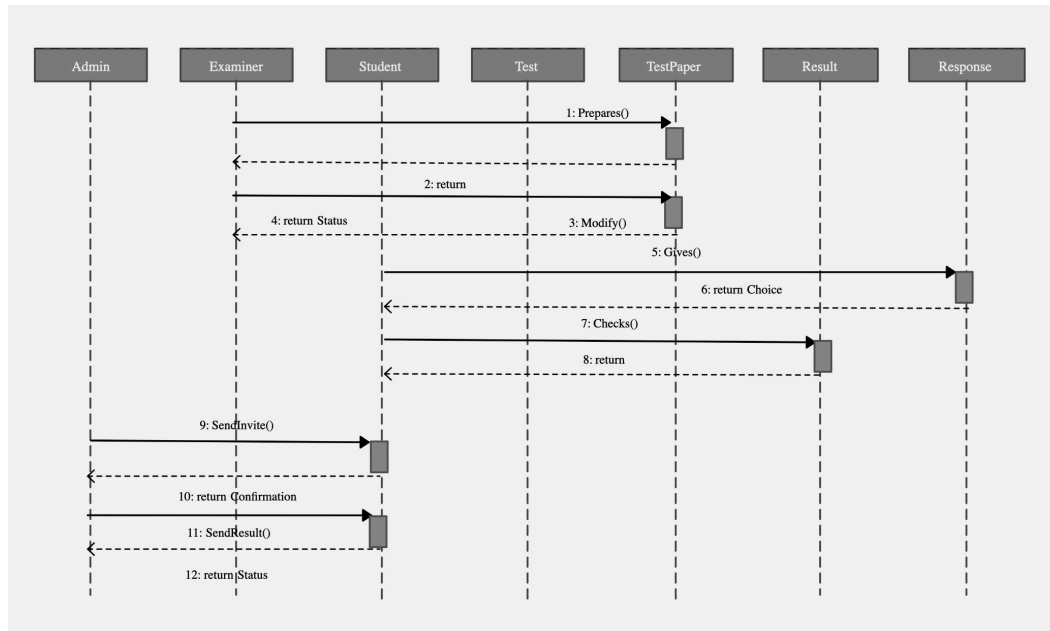 Admin
Examiner
Student
Test
TestPaper
Result
Response
1: Prepares()
2: return
4: return Status
3: Modify()
5: Gives()
6: return Choice
7: Checks()
8: return
9: SendInvite()
10: return Confirmation
11: SendResult()
12: return Status